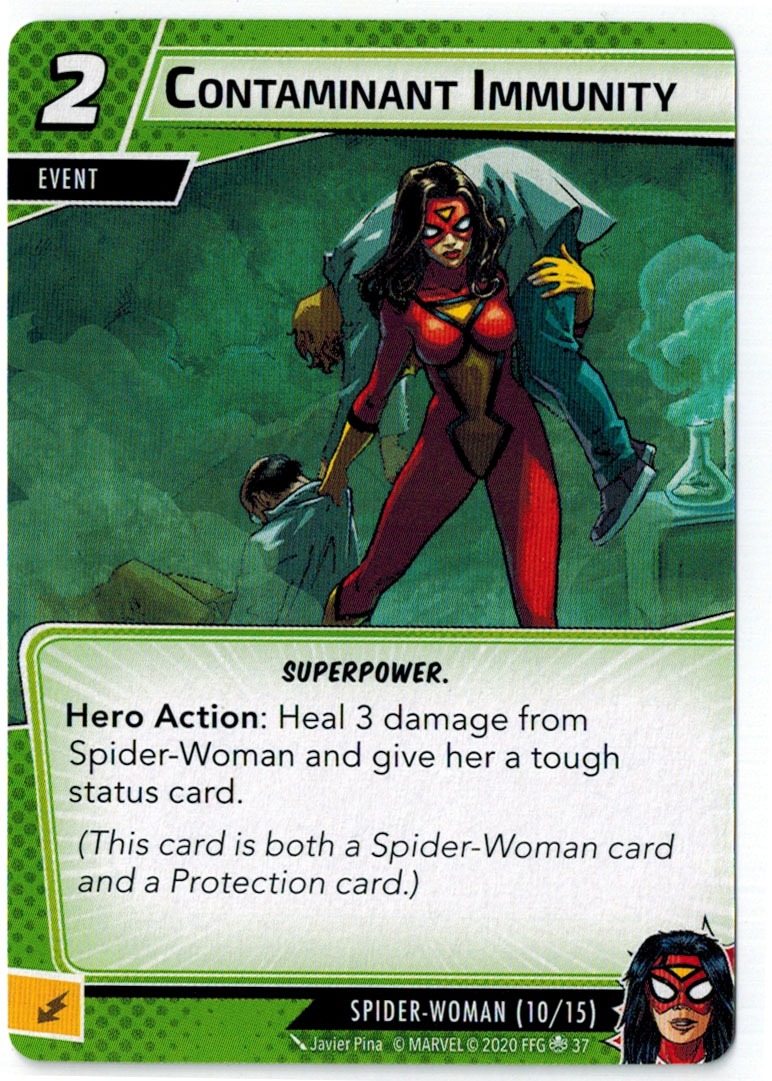 2
CONTAMINANT IMMUNITY
EVENT
SUPERPOWER.
Hero Action: Heal 3 damage from
Spider-Woman and give her a tough
status card.
(This card is both a Spider-Woman card
and a Protection card.)
SPIDER-WOMAN (10/15)
Javier Pina © MARVEL © 2020 FFG 37